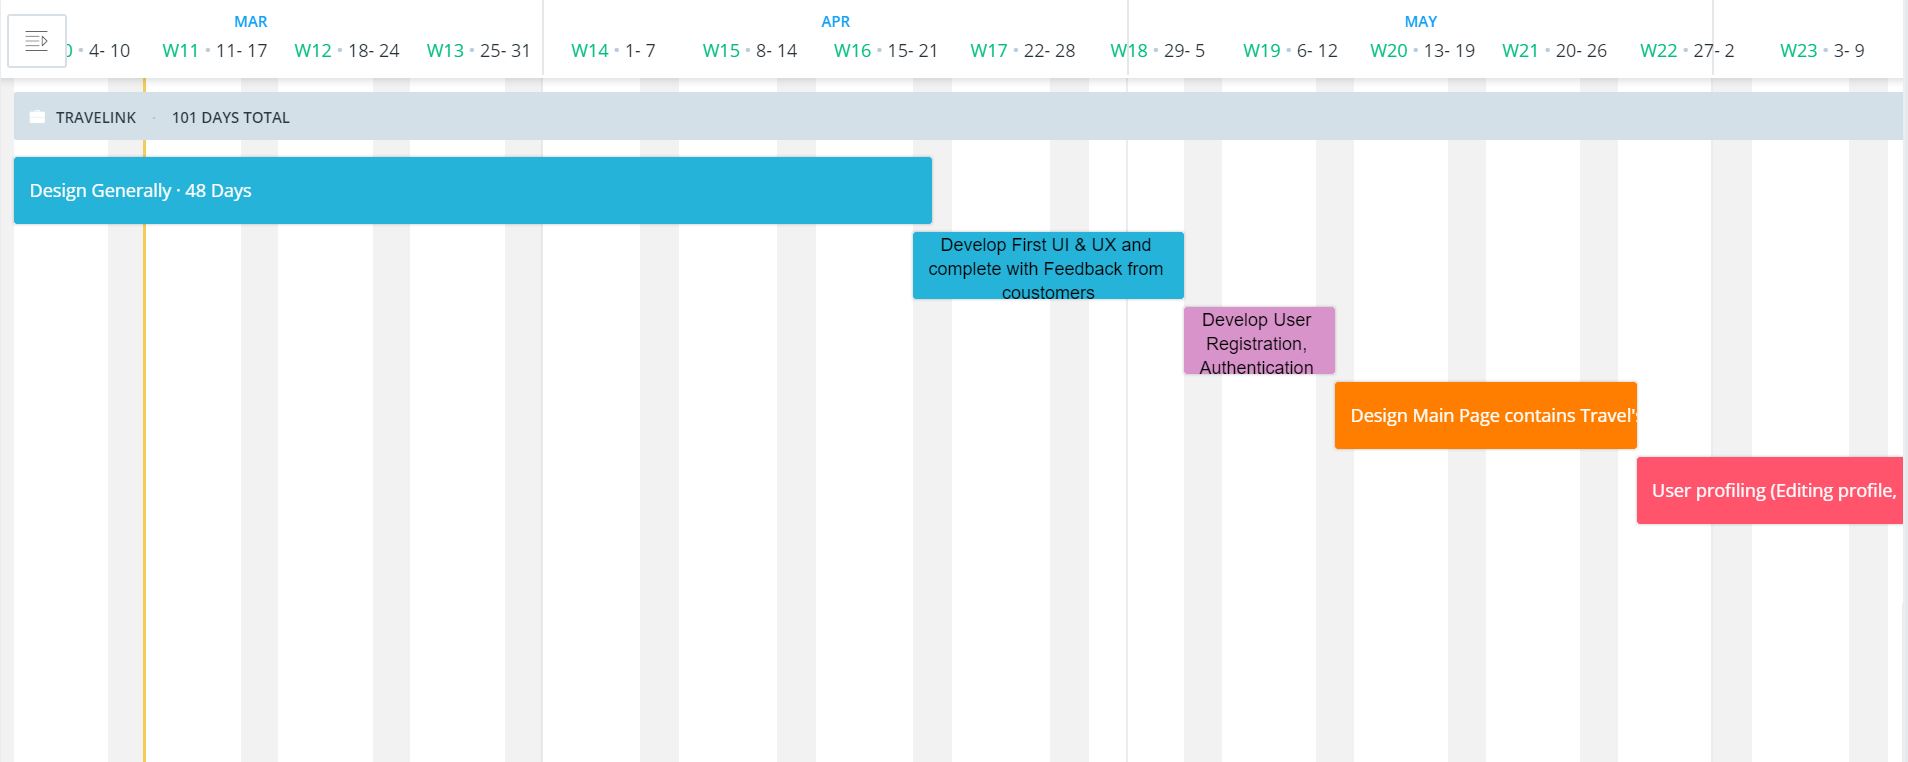 MAR APR MAY
4- 10 W11 • 11- 17 W12 • 18- 24 W13 • 25- 31 W14 • 1- 7 W15 • 8- 14 W16 • 15- 21 W17 • 22- 28 W18 • 29- 5 W19 • 6- 12 W20 • 13- 19 W21 • 20- 26 W22 • 27- 2 W23 • 3- 9
TRAVELINK · 101 DAYS TOTAL
Design Generally · 48 Days
Develop First UI & UX and
complete with Feedback from
coustomers
Develop User
Registration,
Authentication
Design Main Page contains Travel's
User profiling (Editing profile,